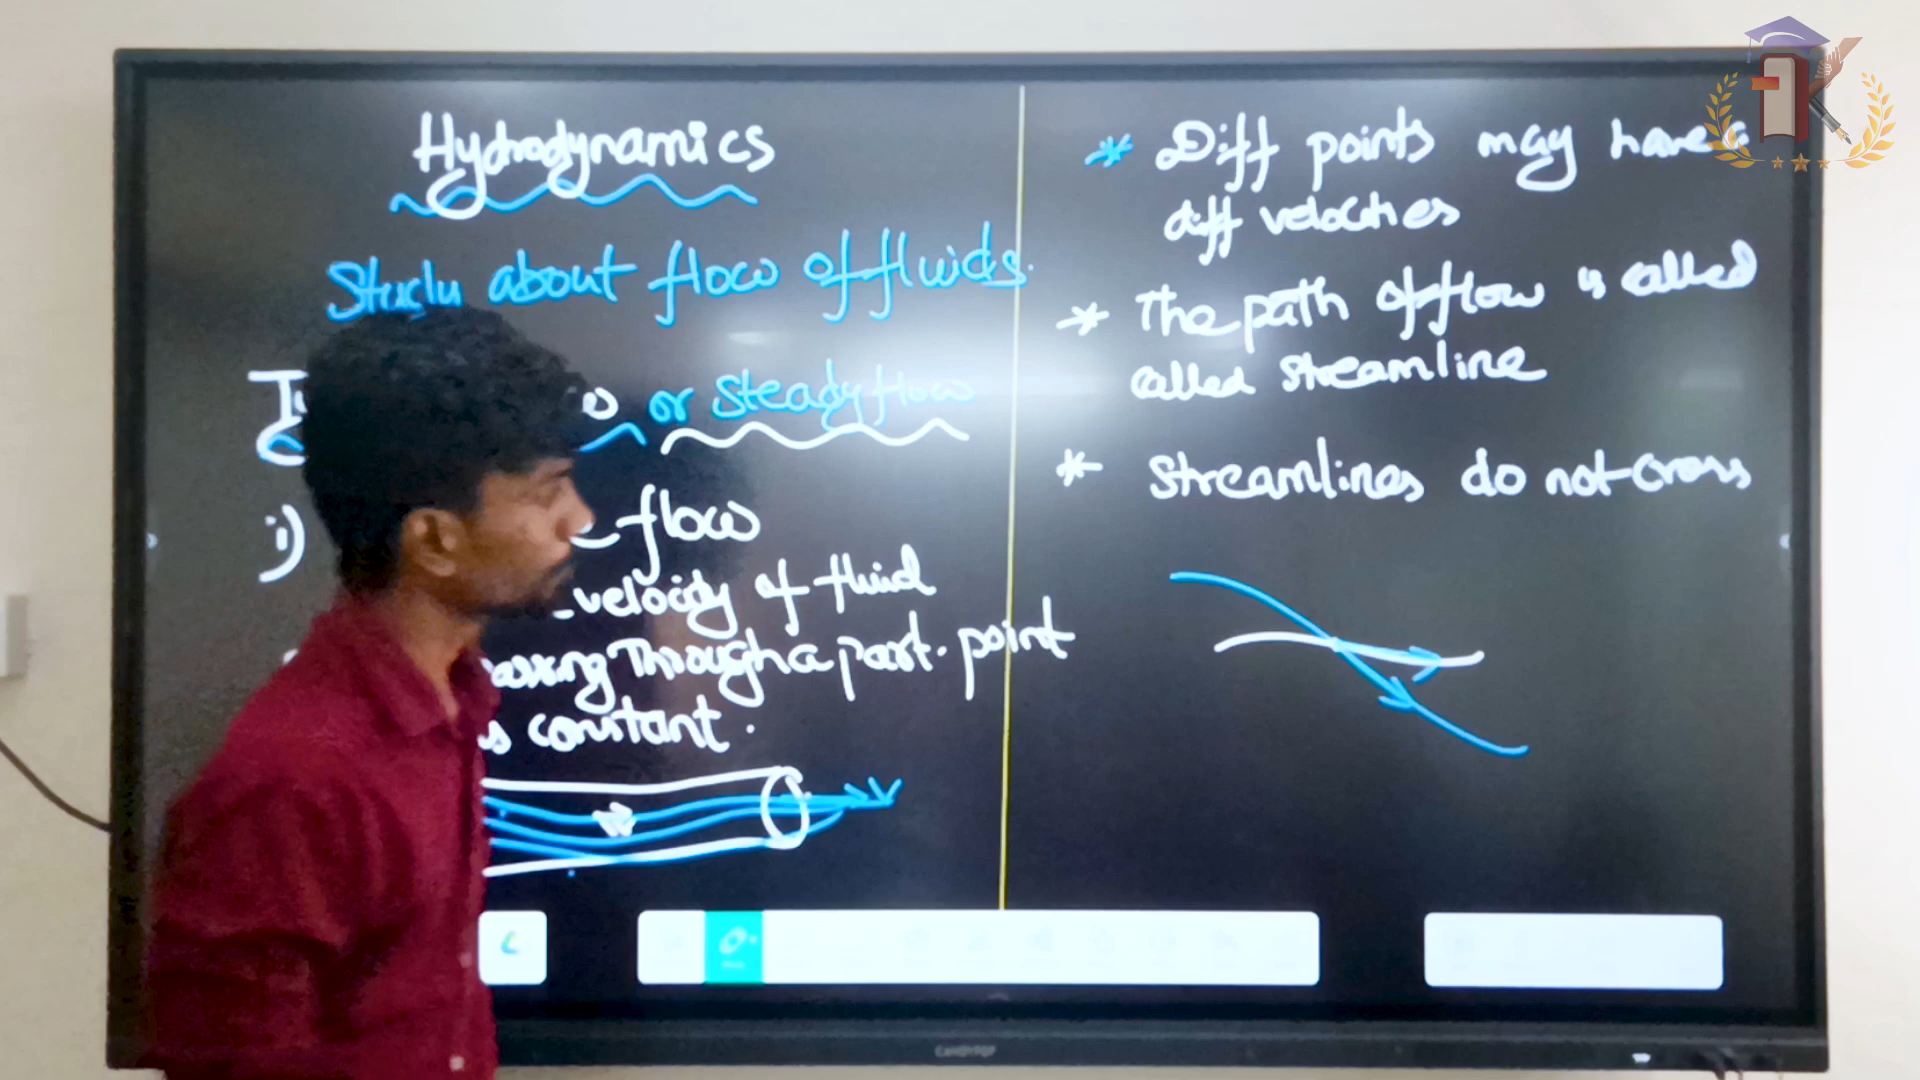 Hydrodynamics
Study about flow of fluids.
or Steady flow
i)
flow
velocity of fluid
passing Through a part. point
is constant.
V
* Diff points may have
diff velocities
* The path of flow is called
called streamline
* Streamlines do not cross